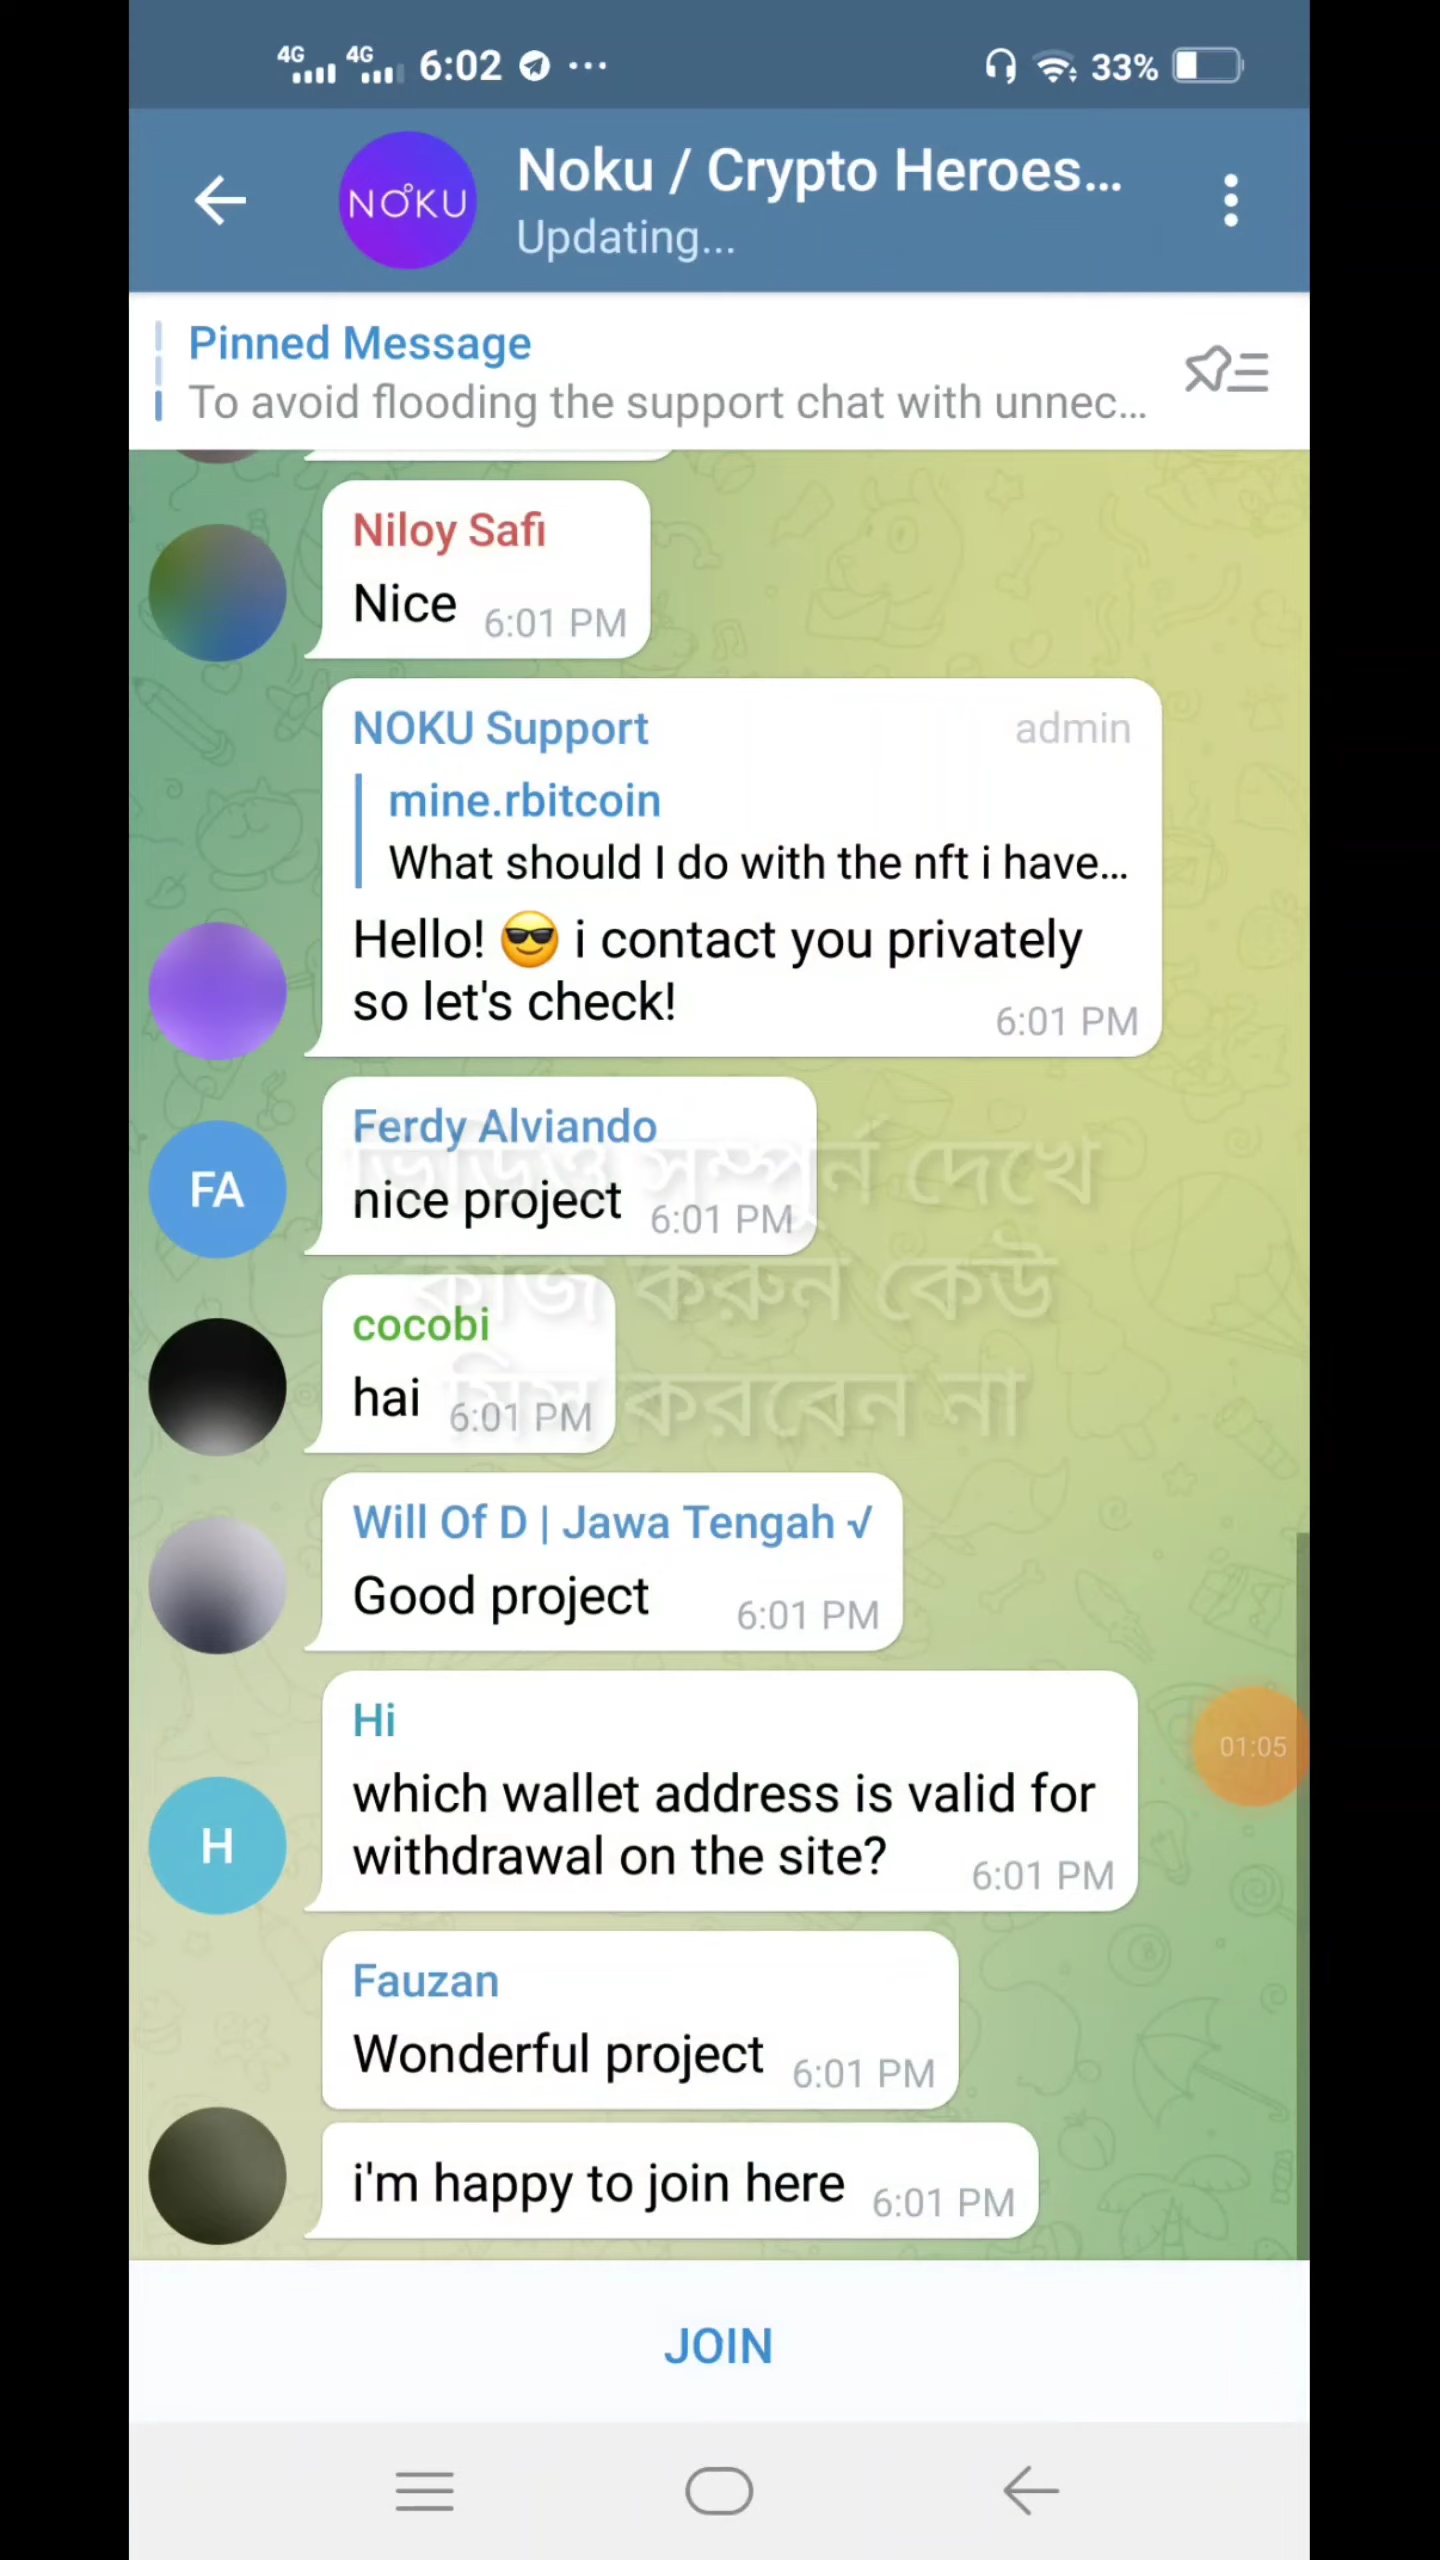 4G 4G 6:02 33%
NOKU
Noku / Crypto Heroes...
Updating...
Pinned Message
To avoid flooding the support chat with unnec...
Niloy Safi
Nice 6:01 PM
NOKU Support admin
mine.rbitcoin
What should I do with the nft i have...
Hello! 😎 i contact you privately
so let's check!
6:01 PM
FA
Ferdy Alviando
nice project 6:01 PM
ভিডিও সম্পূর্ন দেখে
কাজ করুন কেউ
মিস করবেন না
cocobi
hai 6:01 PM
Will Of D | Jawa Tengah √
Good project 6:01 PM
H
Hi
which wallet address is valid for
withdrawal on the site? 6:01 PM
01:05
Fauzan
Wonderful project 6:01 PM
i'm happy to join here 6:01 PM
JOIN